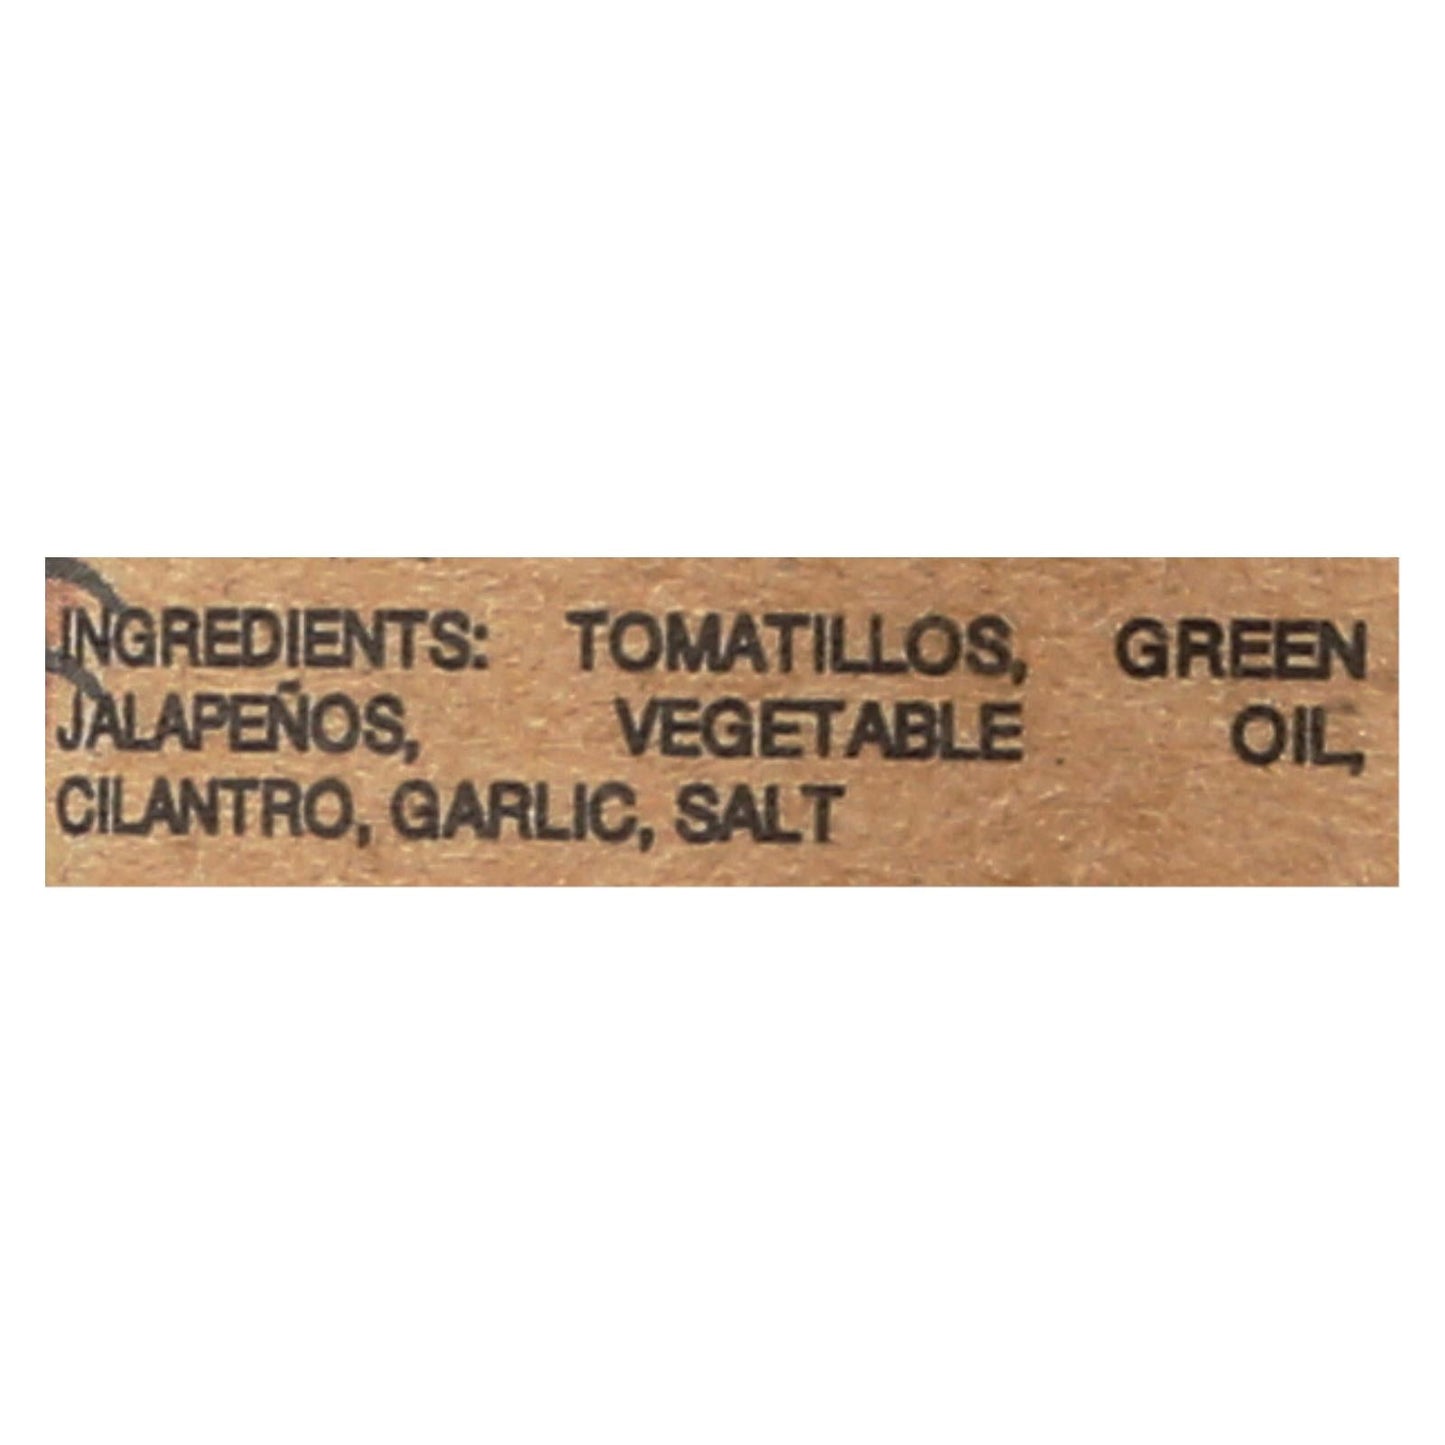 INGREDIENTS: TOMATILLOS, GREEN
JALAPEÑOS, VEGETABLE OIL,
CILANTRO, GARLIC, SALT